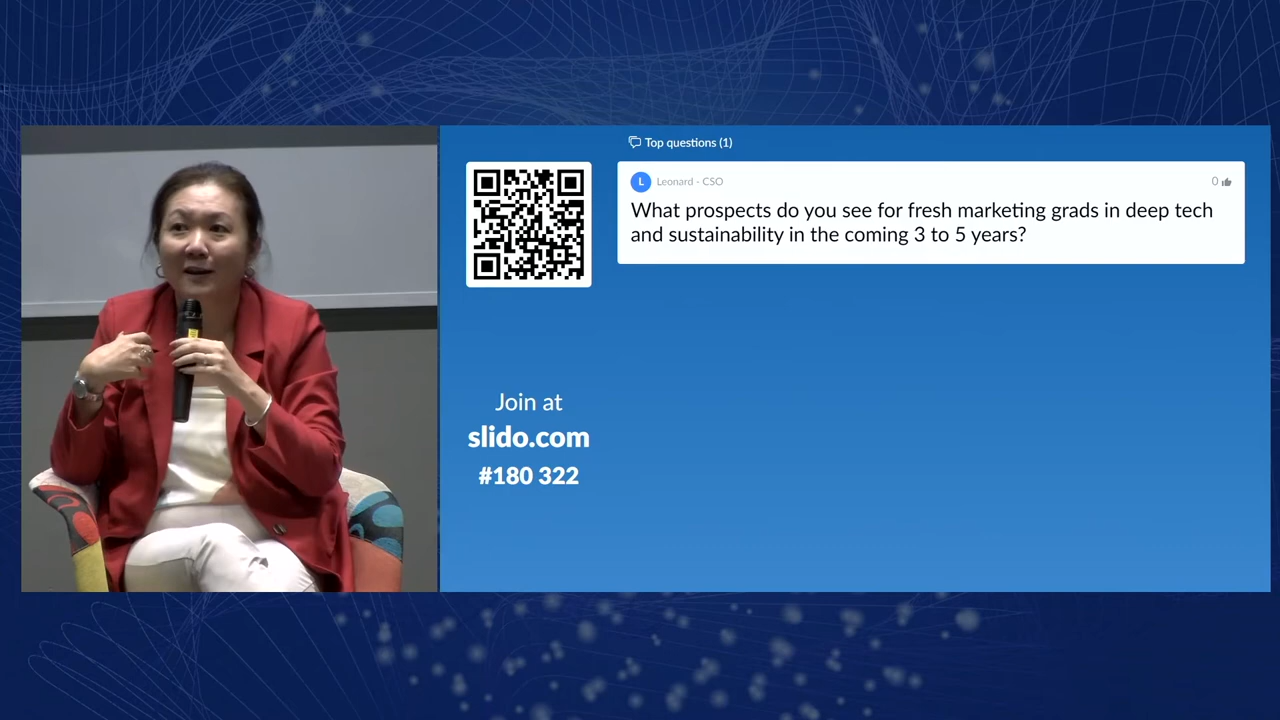 Top questions (1)
L
Leonard - CSO
0
What prospects do you see for fresh marketing grads in deep tech
and sustainability in the coming 3 to 5 years?
Join at
slido.com
#180 322